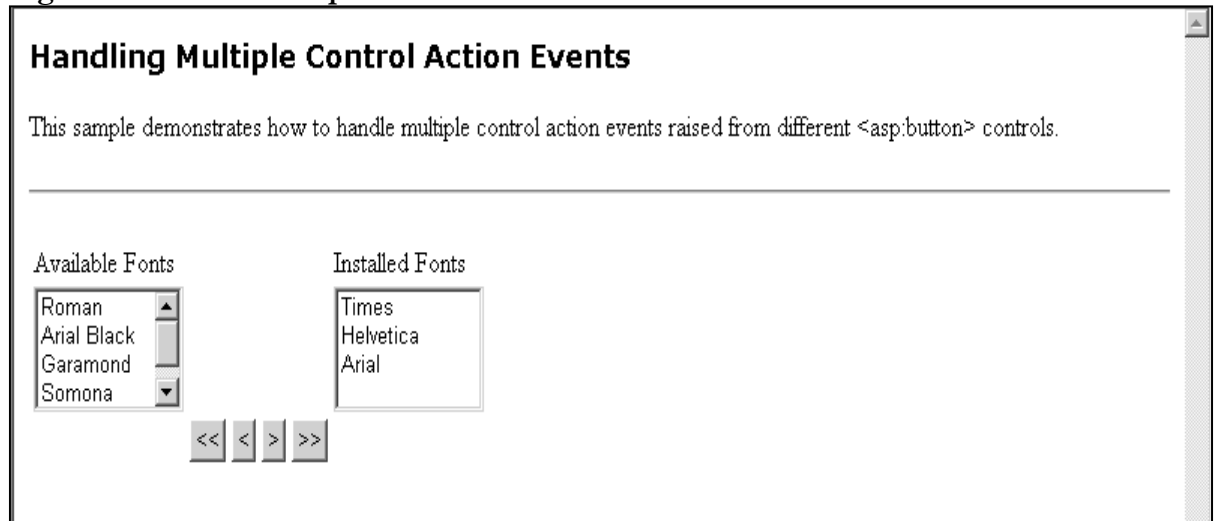 Handling Multiple Control Action Events
This sample demonstrates how to handle multiple control action events raised from different <asp:button> controls.
Available Fonts Installed Fonts
Roman Times
Arial Black Helvetica
Garamond Arial
Somona
<< < > >>